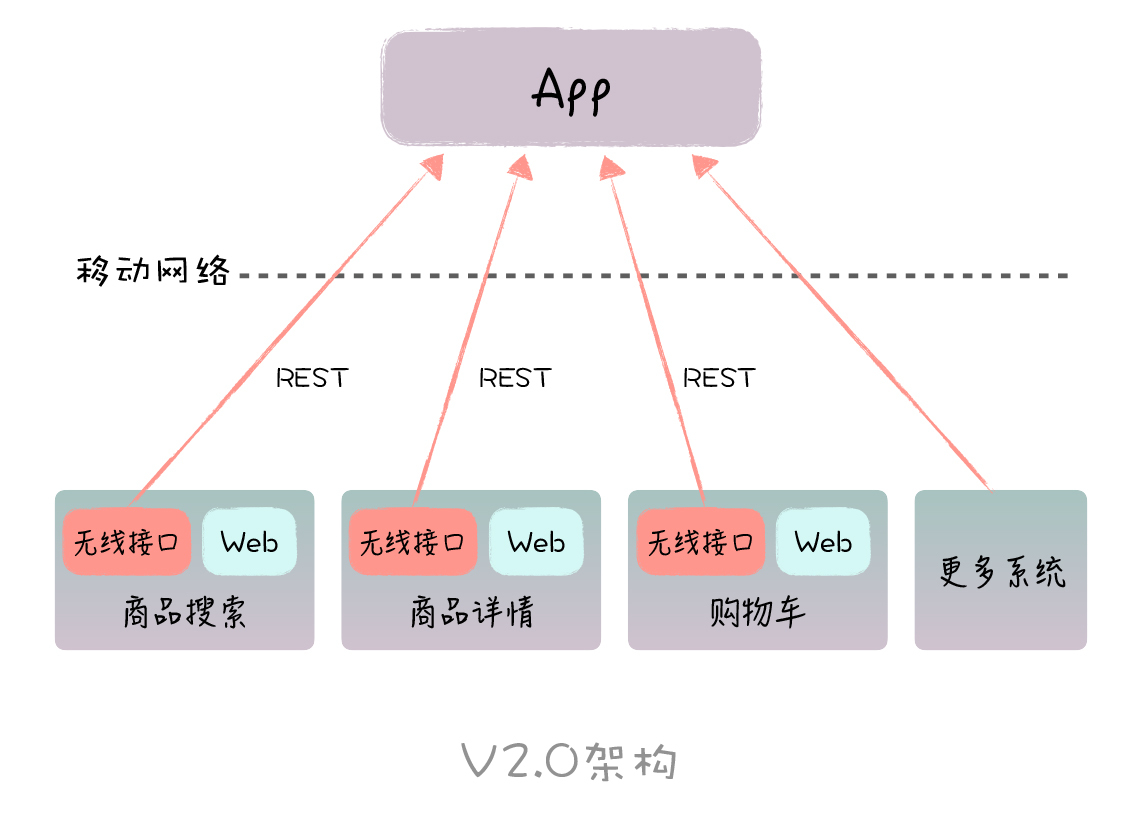 App
移动网络
REST
REST
REST
无线接口
Web
商品搜索
无线接口
Web
商品详情
无线接口
Web
购物车
更多系统
V2.0架构